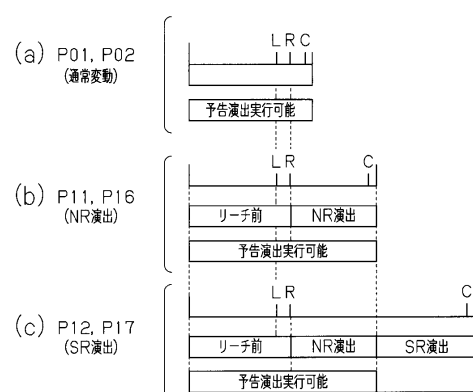 (a) P01, P02
(通常変動)
L R C
予告演出実行可能
(b) P11, P16
(NR演出)
L R C
リーチ前 NR演出
予告演出実行可能
(c) P12, P17
(SR演出)
L R C
リーチ前 NR演出 SR演出
予告演出実行可能